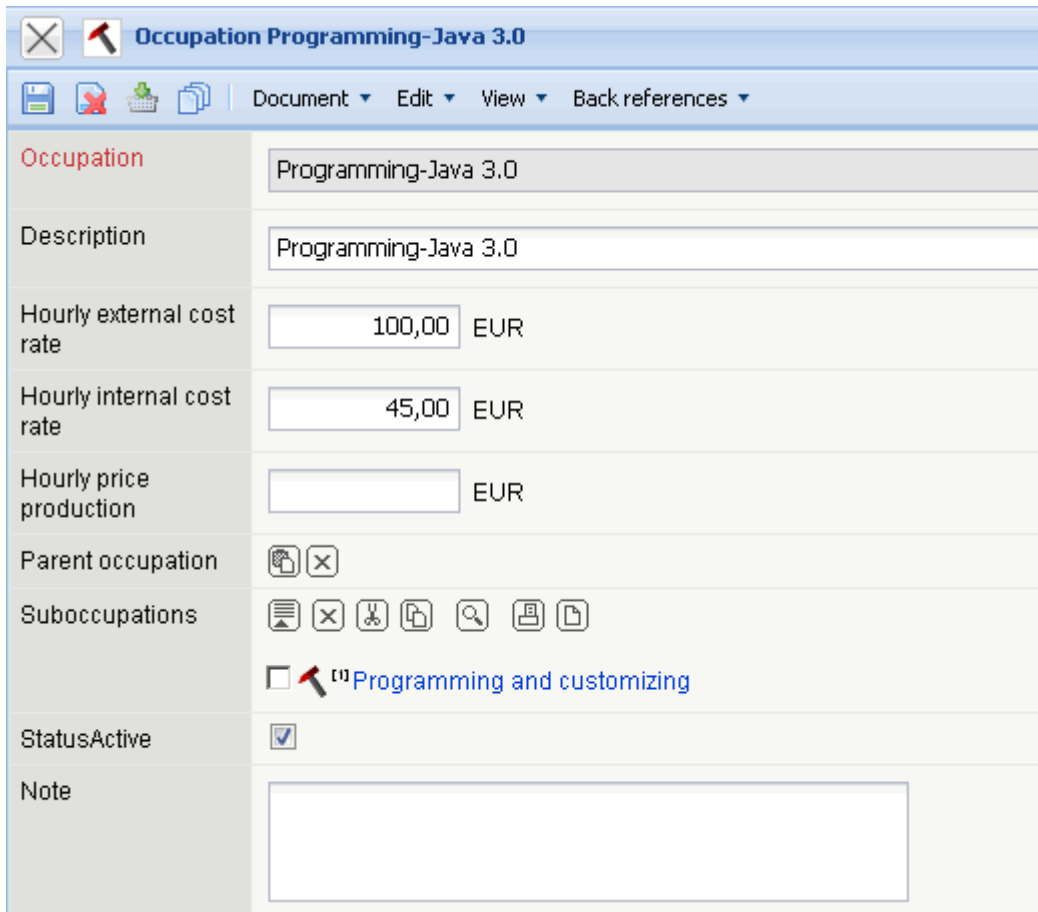 Occupation Programming-Java 3.0
Document Edit View Back references
Occupation
Programming-Java 3.0
Description
Programming-Java 3.0
Hourly external cost
rate
100,00 EUR
Hourly internal cost
rate
45,00 EUR
Hourly price
production
EUR
Parent occupation
Suboccupations
[1] Programming and customizing
StatusActive
Note